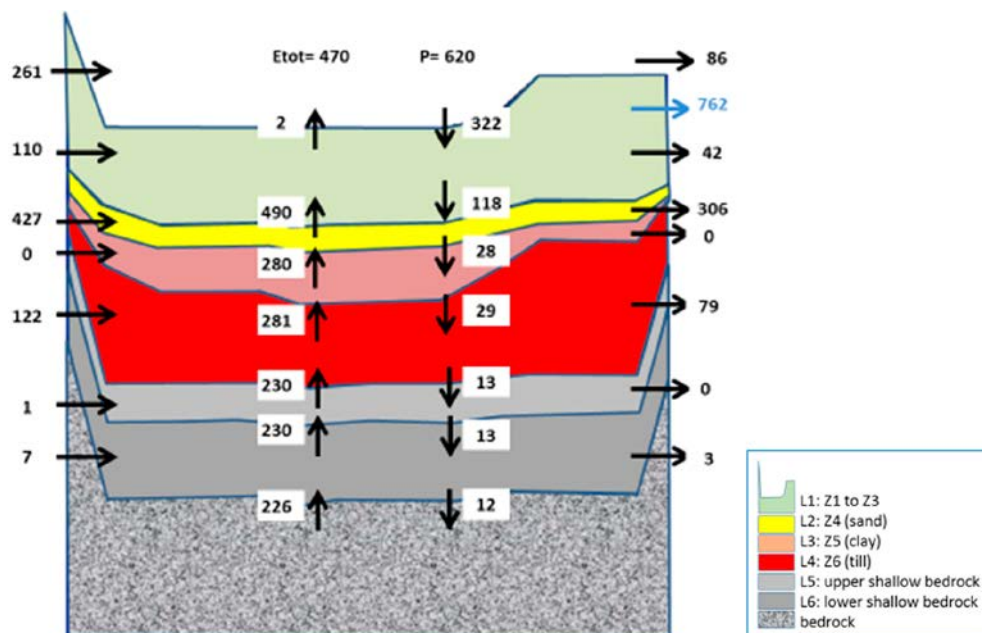 Etot= 470 P= 620
86
261
762
2 322
110 42
118
490 306
427
0
28
0 280
29 79
122 281
230 13 0
1
230 13
7 3
226 12
L1: Z1 to Z3
L2: Z4 (sand)
L3: Z5 (clay)
L4: Z6 (till)
L5: upper shallow bedrock
L6: lower shallow bedrock
bedrock